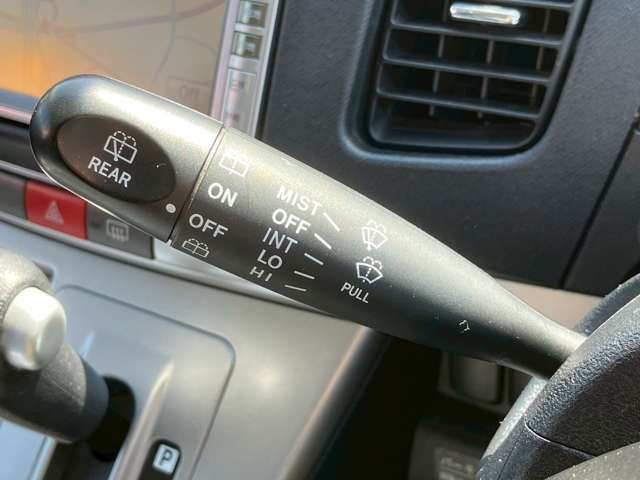 REAR
ON
OFF
MIST
OFF
INT
LO
HI
PULL
P